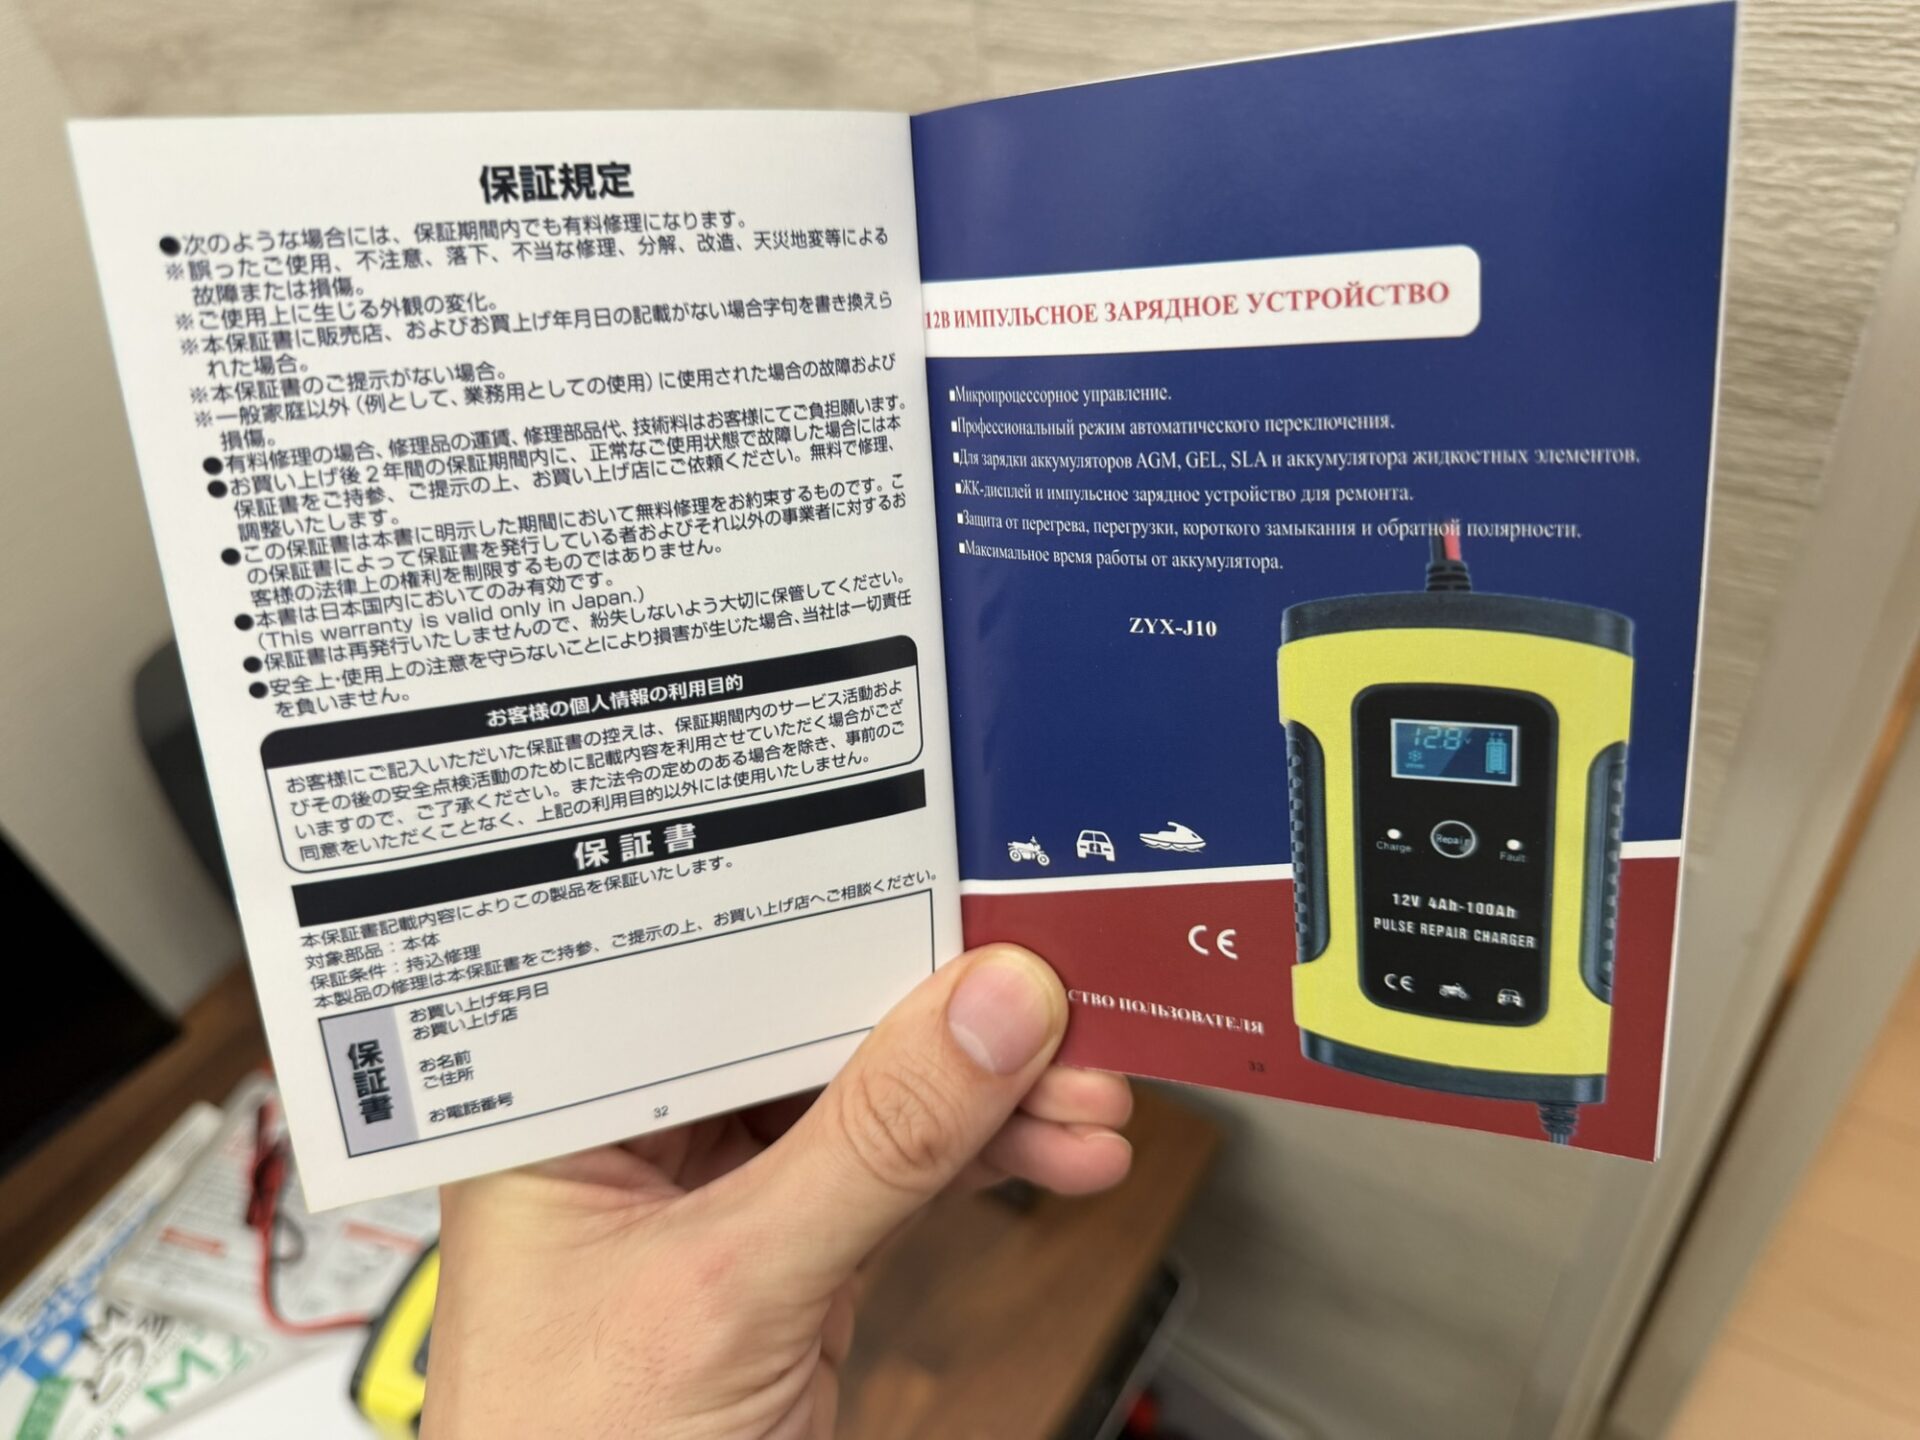 保証規定
●次のような場合には、保証期間内でも有料修理になります。
※誤ったご使用、不注意、落下、不当な修理、分解、改造、天災地変等による
故障または損傷。
※ご使用上に生じる外観の変化。
※本保証書に販売店、およびお買上げ年月日の記載がない場合字句を書き換えら
れた場合。
※本保証書のご提示がない場合。
※一般家庭以外(例として、業務用としての使用)に使用された場合の故障および
損傷。
●有料修理の場合、修理品の運賃、修理部品代、技術料はお客様にてご負担願います。
●お買い上げ後2年間の保証期間内に、正常なご使用状態で故障した場合には本
保証書をご持参、ご提示の上、お買い上げ店にご依頼ください。無料で修理、
調整いたします。
●この保証書は本書に明示した期間において無料修理をお約束するものです。こ
の保証書によって保証書を発行している者およびそれ以外の事業者に対するお
客様の法律上の権利を制限するものではありません。
●本書は日本国内においてのみ有効です。
(This warranty is valid only in Japan.)
●保証書は再発行いたしませんので、紛失しないよう大切に保管してください。
●安全上・使用上の注意を守らないことにより損害が生じた場合、当社は一切責任
を負いません。
お客様の個人情報の利用目的
お客様にご記入いただいた保証書の控えは、保証期間内のサービス活動およ
びその後の安全点検活動のために記載内容を利用させていただく場合がござ
いますので、ご了承ください。また法令の定めのある場合を除き、事前のご
同意をいただくことなく、上記の利用目的以外には使用いたしません。
保証書
本保証書記載内容によりこの製品を保証いたします。
対象部品：本体
保証条件：持込修理
本製品の修理は本保証書をご持参、ご提示の上、お買い上げ店へご相談ください。
保証書
お買い上げ年月日
お買い上げ店
お名前
ご住所
お電話番号
32
12В ИМПУЛЬСНОЕ ЗАРЯДНОЕ УСТРОЙСТВО
■Микропроцессорное управление.
■Профессиональный режим автоматического переключения.
■Для зарядки аккумуляторов AGM, GEL, SLA и аккумулятора жидкостных элементов.
■ЖК-дисплей и импульсное зарядное устройство для ремонта.
■Защита от перегрева, перегрузки, короткого замыкания и обратной полярности.
■Максимальное время работы от аккумулятора.
ZYX-J10
12.8 V
Charge
Repair
Fault
12V 4Ah-100Ah
PULSE REPAIR CHARGER
CE
CE
СТВО ПОЛЬЗОВАТЕЛЯ
33